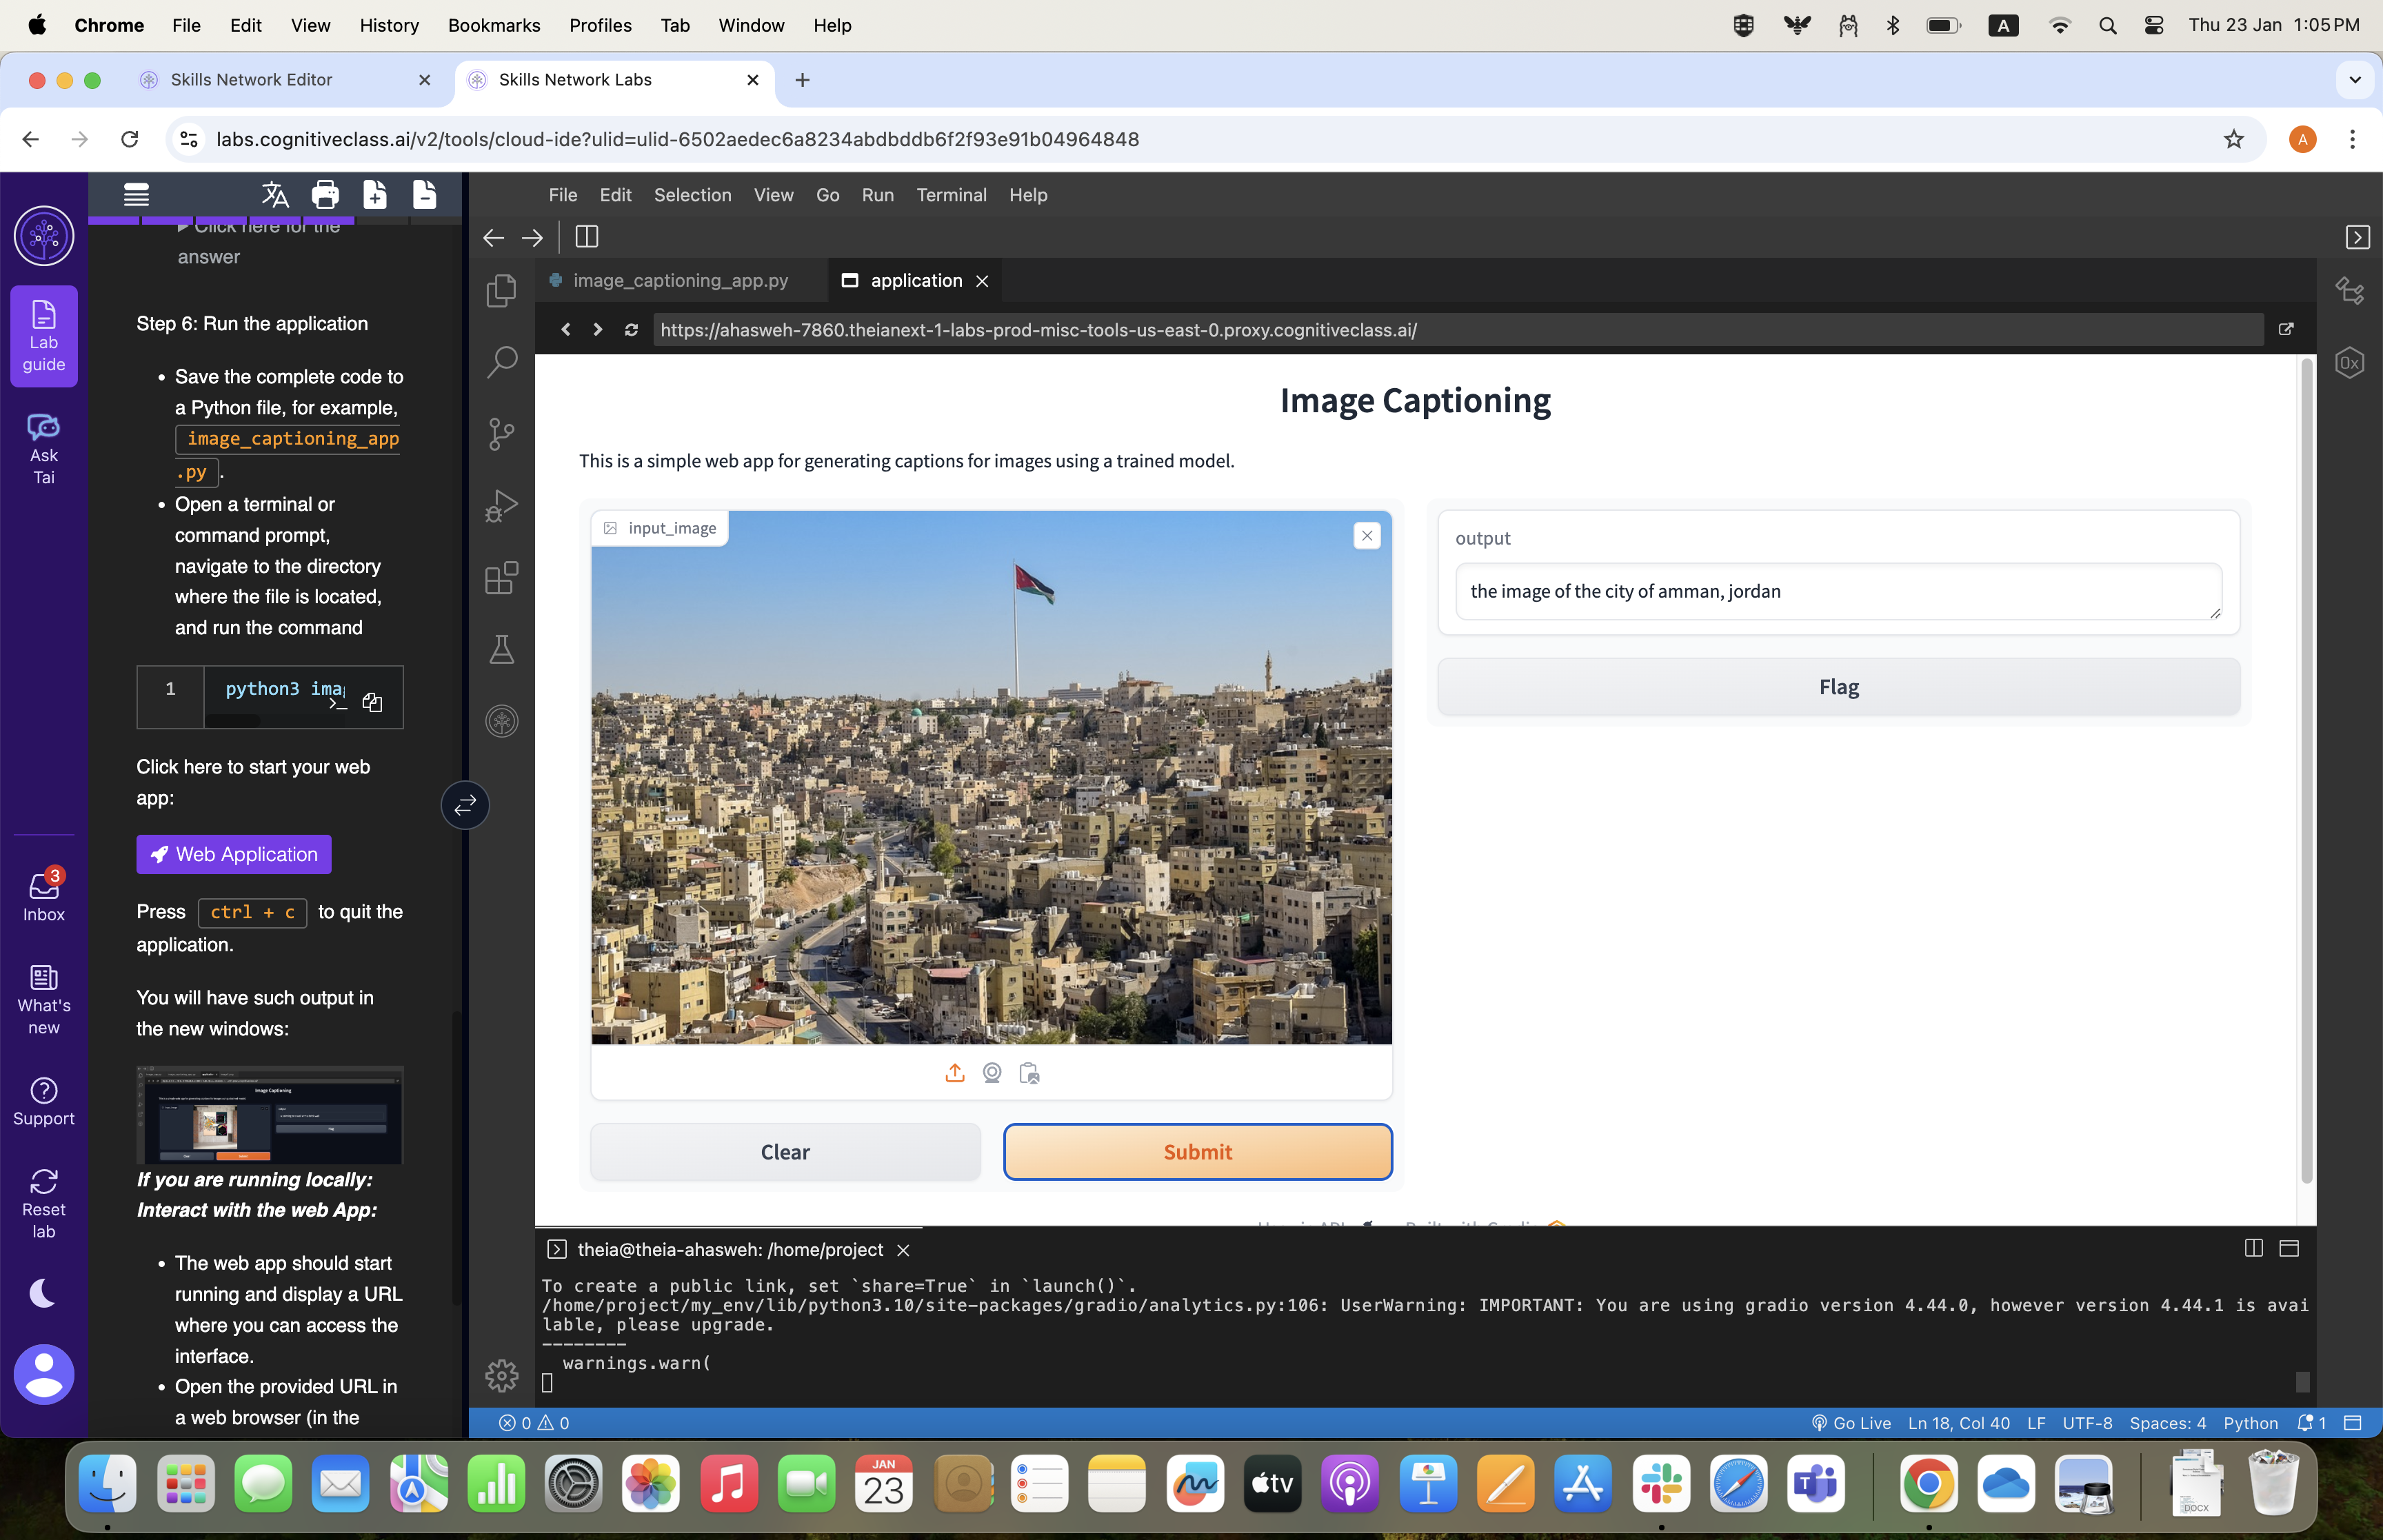 Chrome File Edit View History Bookmarks Profiles Tab Window Help
A
Thu 23 Jan 1:05 PM
Skills Network Editor
Skills Network Labs
labs.cognitiveclass.ai/v2/tools/cloud-ide?ulid=ulid-6502aedec6a8234abdbddb6f2f93e91b04964848
A
Lab
guide
Ask
Tai
3
Inbox
What's
new
Support
Reset
lab
Click here for the
answer
Step 6: Run the application
• Save the complete code to
a Python file, for example,
image_captioning_app
.py .
• Open a terminal or
command prompt,
navigate to the directory
where the file is located,
and run the command
1 python3 ima
Click here to start your web
app:
Web Application
Press ctrl + c to quit the
application.
You will have such output in
the new windows:
Image Captioning
If you are running locally:
Interact with the web App:
• The web app should start
running and display a URL
where you can access the
interface.
• Open the provided URL in
a web browser (in the
File Edit Selection View Go Run Terminal Help
image_captioning_app.py
application
https://ahasweh-7860.theianext-1-labs-prod-misc-tools-us-east-0.proxy.cognitiveclass.ai/
0x
Image Captioning
This is a simple web app for generating captions for images using a trained model.
input_image
output
the image of the city of amman, jordan
Flag
Clear
Submit
theia@theia-ahasweh: /home/project
To create a public link, set `share=True` in `launch()`.
/home/project/my_env/lib/python3.10/site-packages/gradio/analytics.py:106: UserWarning: IMPORTANT: You are using gradio version 4.44.0, however version 4.44.1 is avai
lable, please upgrade.
--------
warnings.warn(
0 0
Go Live Ln 18, Col 40 LF UTF-8 Spaces: 4 Python 1
JAN
23
tv
DOCX